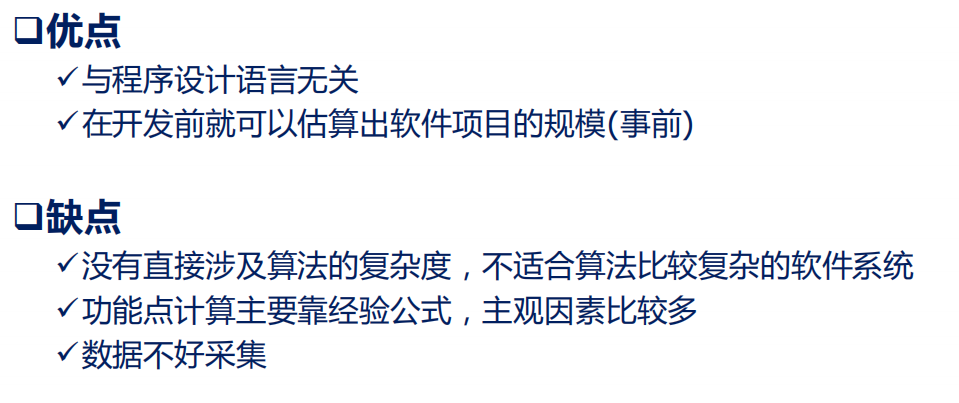 ❑优点
✓与程序设计语言无关
✓在开发前就可以估算出软件项目的规模(事前)
❑缺点
✓没有直接涉及算法的复杂度，不适合算法比较复杂的软件系统
✓功能点计算主要靠经验公式，主观因素比较多
✓数据不好采集